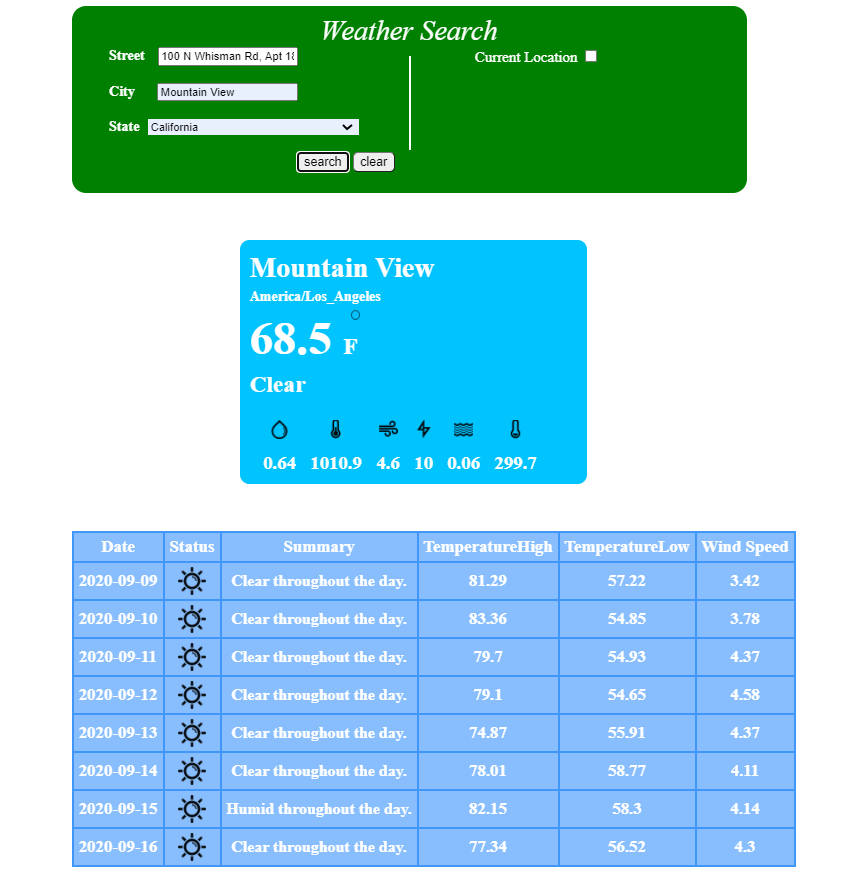 Weather Search
Street 100 N Whisman Rd, Apt 18
Current Location
City Mountain View
State California
search clear
Mountain View
America/Los_Angeles
68.5 F
Clear
0.64 1010.9 4.6 10 0.06 299.7
Date Status Summary TemperatureHigh TemperatureLow Wind Speed
2020-09-09 Clear throughout the day. 81.29 57.22 3.42
2020-09-10 Clear throughout the day. 83.36 54.85 3.78
2020-09-11 Clear throughout the day. 79.7 54.93 4.37
2020-09-12 Clear throughout the day. 79.1 54.65 4.58
2020-09-13 Clear throughout the day. 74.87 55.91 4.37
2020-09-14 Clear throughout the day. 78.01 58.77 4.11
2020-09-15 Humid throughout the day. 82.15 58.3 4.14
2020-09-16 Clear throughout the day. 77.34 56.52 4.3